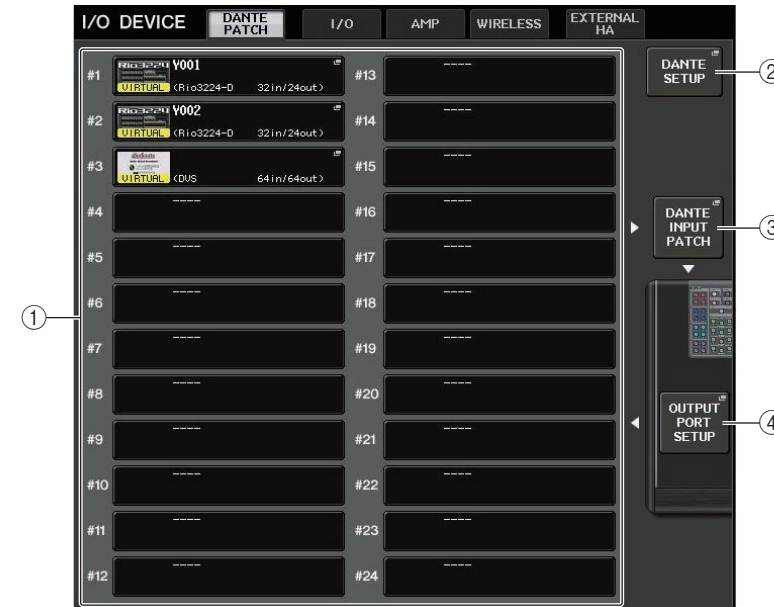 I/O DEVICE
DANTE
PATCH
I/O
AMP
WIRELESS
EXTERNAL
HA
#1
Rio3224
Y001
VIRTUAL
(Rio3224-D 32in/24out)
#2
Rio3224
Y002
VIRTUAL
(Rio3224-D 32in/24out)
#3
VIRTUAL
(DVS 64in/64out)
#4 ----
#5 ----
#6 ----
#7 ----
#8 ----
#9 ----
#10 ----
#11 ----
#12 ----
#13 ----
#14 ----
#15 ----
#16 ----
#17 ----
#18 ----
#19 ----
#20 ----
#21 ----
#22 ----
#23 ----
#24 ----
DANTE
SETUP
DANTE
INPUT
PATCH
OUTPUT
PORT
SETUP
①
②
③
④